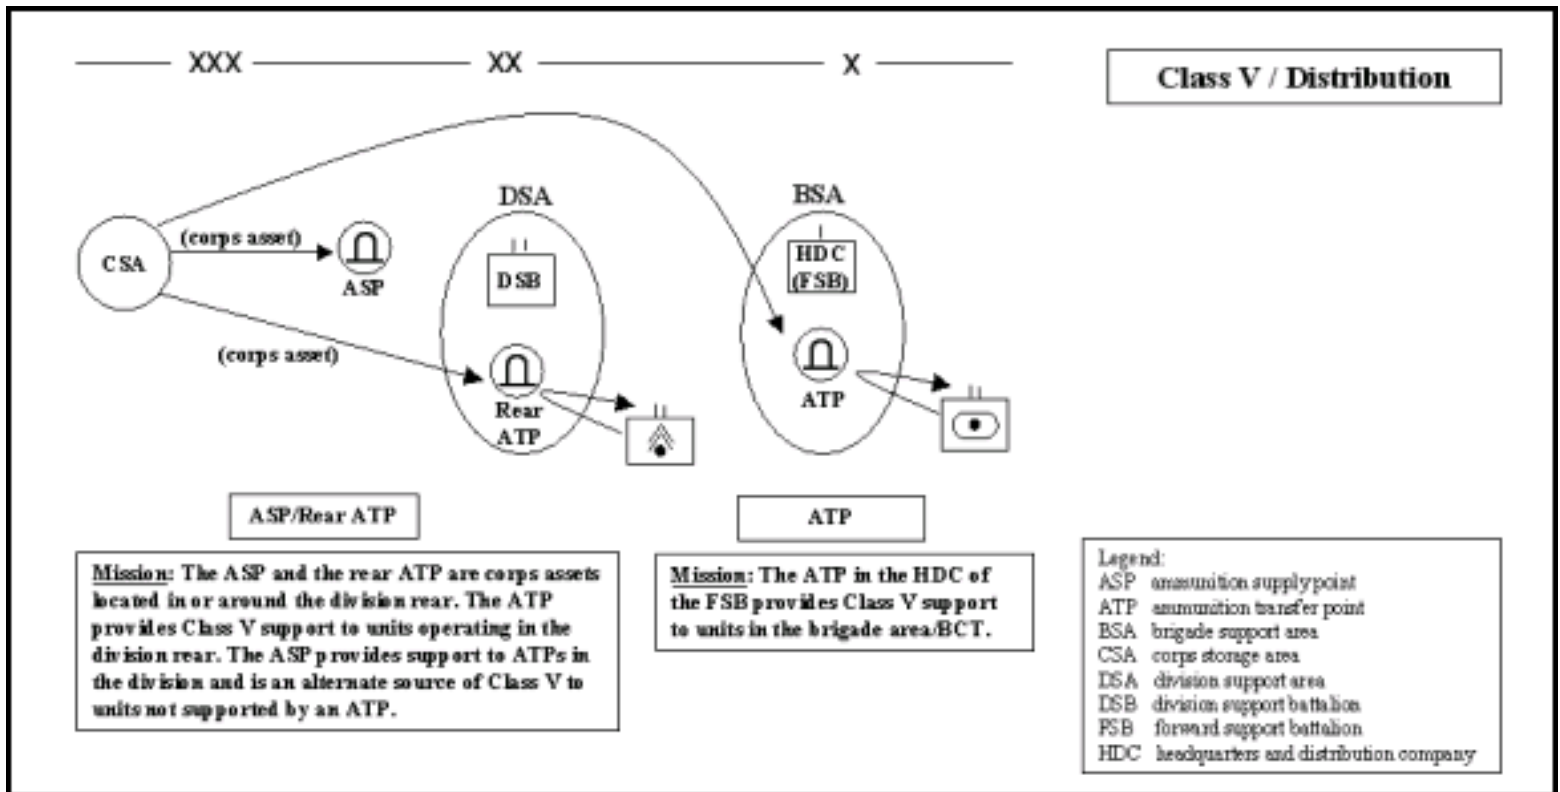 XXX XX X
Class V / Distribution
DSA
BSA
CSA
(corps asset)
ASP
DSB
HDC
(FSB)
(corps asset)
Rear
ATP
ATP
ASP/Rear ATP
ATP
Mission: The ASP and the rear ATP are corps assets
located in or around the division rear. The ATP
provides Class V support to units operating in the
division rear. The ASP provides support to ATPs in
the division and is an alternate source of Class V to
units not supported by an ATP.
Mission: The ATP in the HDC of
the FSB provides Class V support
to units in the brigade area/BCT.
Legend:
ASP ammunition supply point
ATP ammunition transfer point
BSA brigade support area
CSA corps storage area
DSA division support area
DSB division support battalion
FSB forward support battalion
HDC headquarters and distribution company